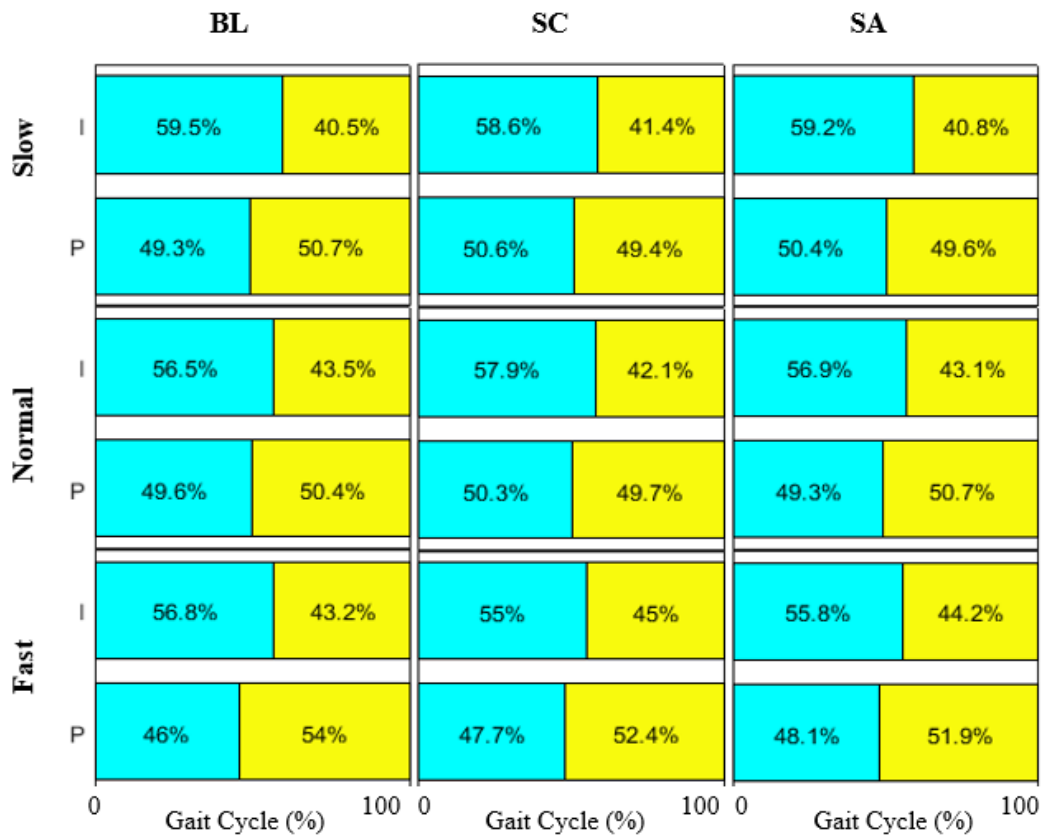 BL SC SA
Slow
I 59.5% 40.5% 58.6% 41.4% 59.2% 40.8%
P 49.3% 50.7% 50.6% 49.4% 50.4% 49.6%
Normal
I 56.5% 43.5% 57.9% 42.1% 56.9% 43.1%
P 49.6% 50.4% 50.3% 49.7% 49.3% 50.7%
Fast
I 56.8% 43.2% 55% 45% 55.8% 44.2%
P 46% 54% 47.7% 52.4% 48.1% 51.9%
0 100 0 100 0 100
Gait Cycle (%) Gait Cycle (%) Gait Cycle (%)